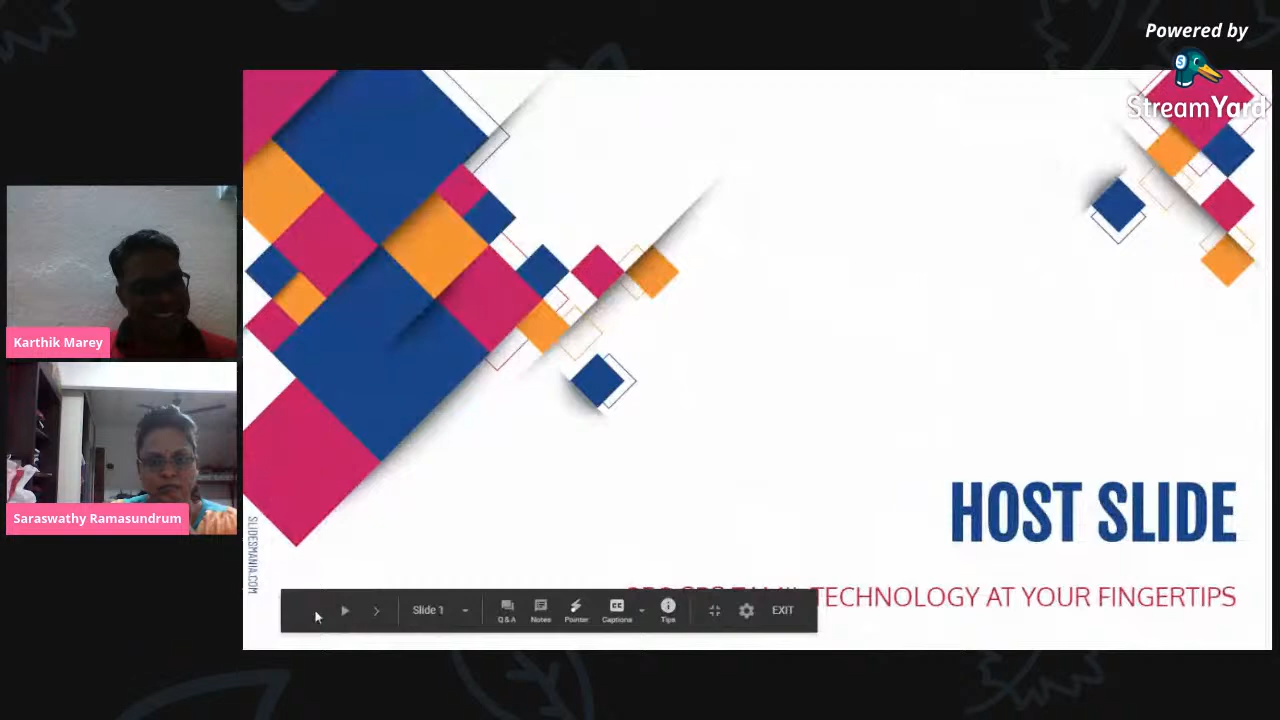 Powered by
StreamYard
Karthik Marey
Saraswathy Ramasundrum
SLIDESMANIA.COM
HOST SLIDE
TECHNOLOGY AT YOUR FINGERTIPS
Slide 1
Q & A
Notes
Pointer
Captions
Tips
EXIT